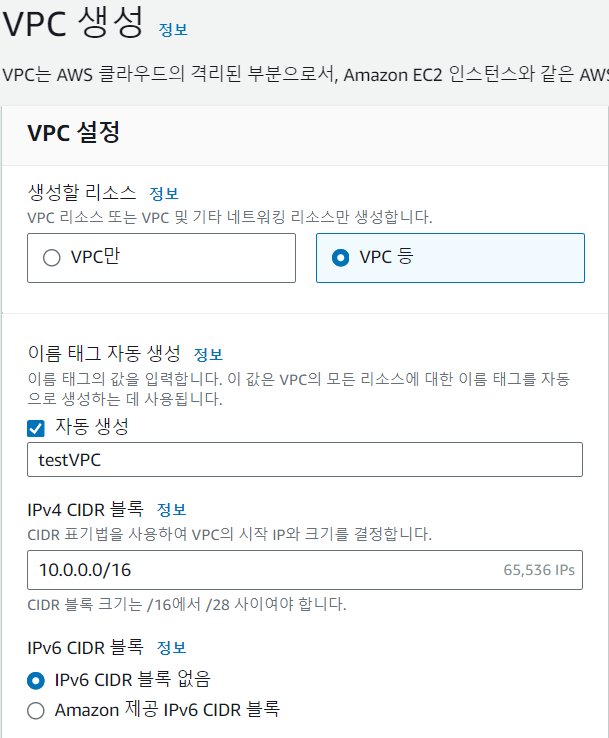 VPC 생성 정보
VPC는 AWS 클라우드의 격리된 부분으로서, Amazon EC2 인스턴스와 같은 AWS
VPC 설정
생성할 리소스 정보
VPC 리소스 또는 VPC 및 기타 네트워킹 리소스만 생성합니다.
VPC만 VPC 등
이름 태그 자동 생성 정보
이름 태그의 값을 입력합니다. 이 값은 VPC의 모든 리소스에 대한 이름 태그를 자동
으로 생성하는 데 사용됩니다.
자동 생성
testVPC
IPv4 CIDR 블록 정보
CIDR 표기법을 사용하여 VPC의 시작 IP와 크기를 결정합니다.
10.0.0.0/16 65,536 IPs
CIDR 블록 크기는 /16에서 /28 사이여야 합니다.
IPv6 CIDR 블록 정보
IPv6 CIDR 블록 없음
Amazon 제공 IPv6 CIDR 블록